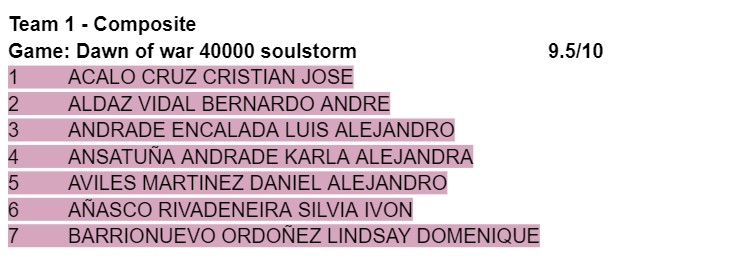 Team 1 - Composite
Game: Dawn of war 40000 soulstorm 9.5/10
1 ACALO CRUZ CRISTIAN JOSE
2 ALDAZ VIDAL BERNARDO ANDRE
3 ANDRADE ENCALADA LUIS ALEJANDRO
4 ANSATUÑA ANDRADE KARLA ALEJANDRA
5 AVILES MARTINEZ DANIEL ALEJANDRO
6 AÑASCO RIVADENEIRA SILVIA IVON
7 BARRIONUEVO ORDOÑEZ LINDSAY DOMENIQUE